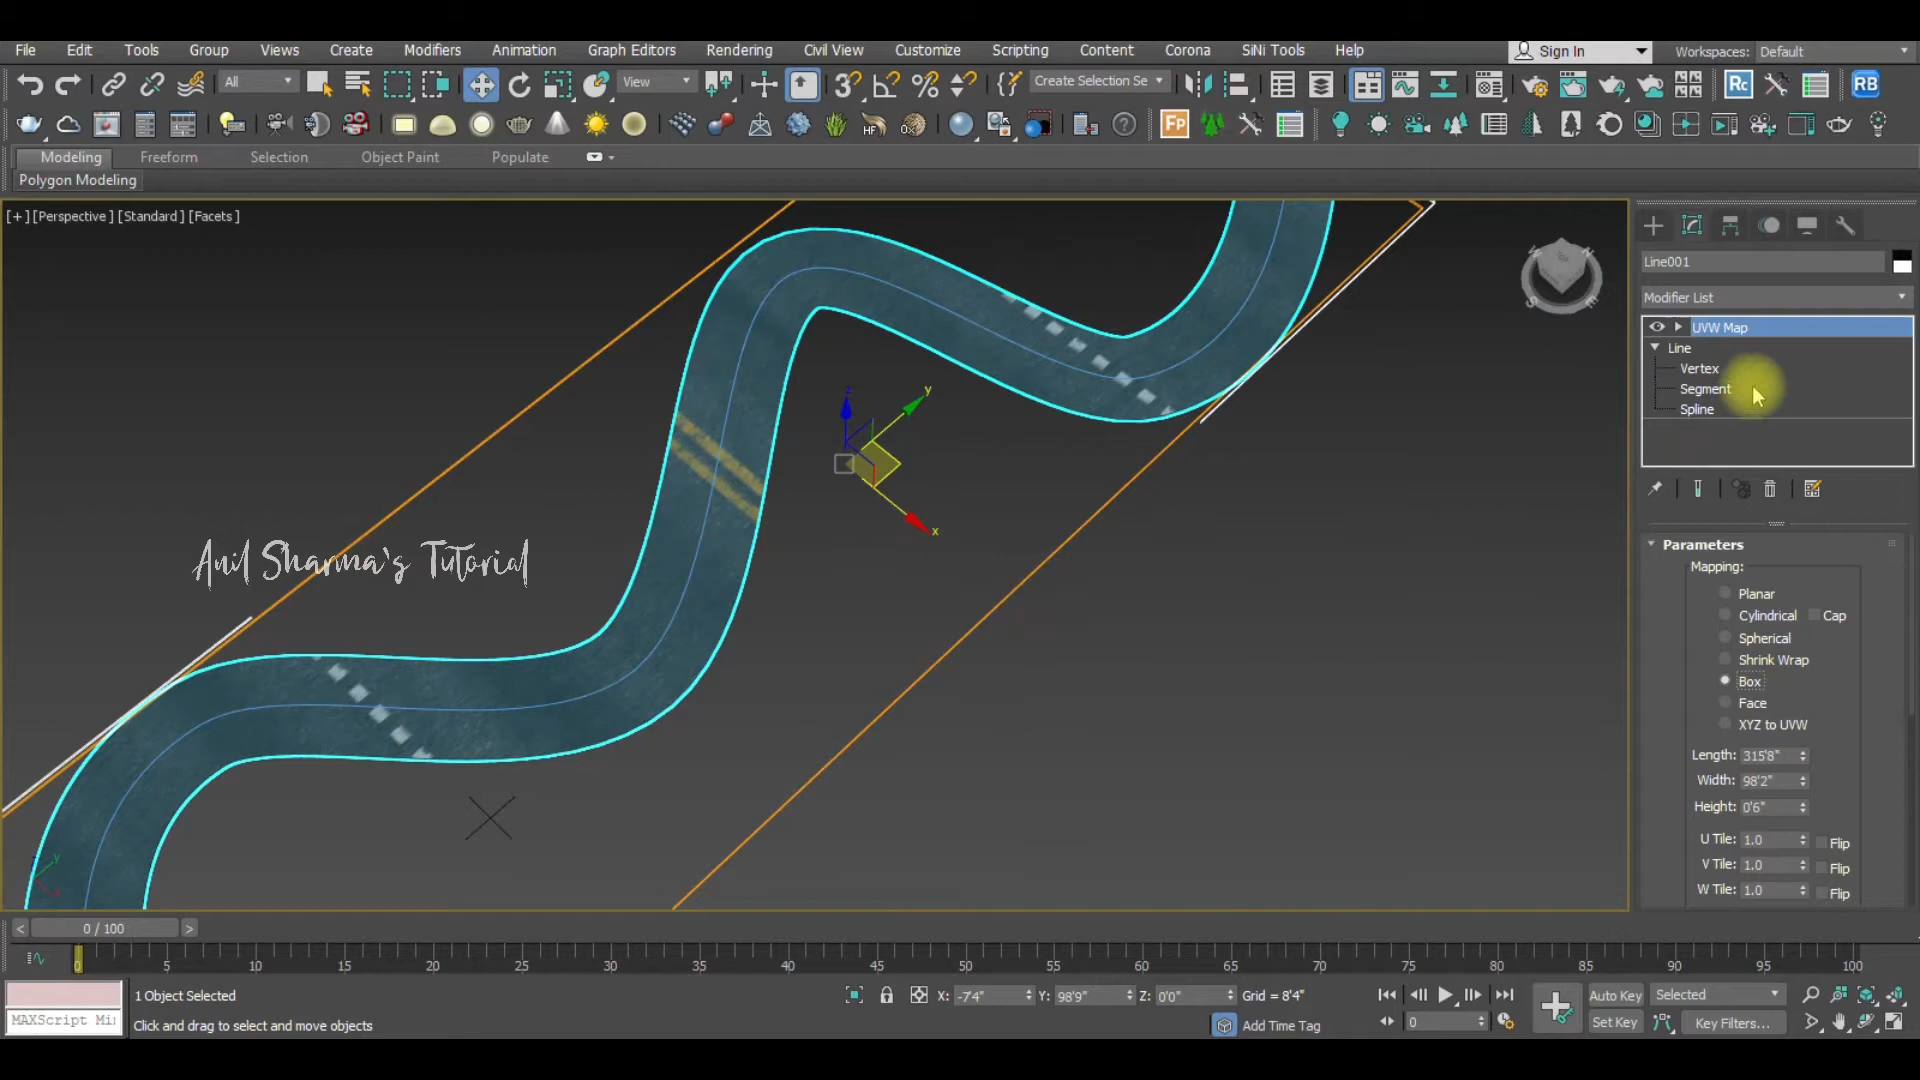 File Edit Tools Group Views Create Modifiers Animation Graph Editors Rendering Civil View Customize Scripting Content Corona SiNi Tools Help Sign In Workspaces: Default
All View Create Selection Se Rc RB
HF FP
Modeling Freeform Selection Object Paint Populate
Polygon Modeling
[+] [Perspective] [Standard] [Facets]
Line001
Modifier List
UVW Map
Line
Vertex
Segment
Spline
z y
x
Anil Sharma's Tutorial
Parameters
Mapping:
Planar
Cylindrical Cap
Spherical
Shrink Wrap
Box
Face
XYZ to UVW
Length: 315'8"
Width: 98'2"
Height: 0'6"
U Tile: 1.0 Flip
V Tile: 1.0 Flip
W Tile: 1.0 Flip
< 0 / 100 >
0 5 10 15 20 25 30 35 40 45 50 55 60 65 70 75 80 85 90 95 100
1 Object Selected X: -7'4" Y: 98'9" Z: 0'0" Grid = 8'4" Auto Key Selected
MAXScript Mi Click and drag to select and move objects Add Time Tag 0 Set Key Key Filters...